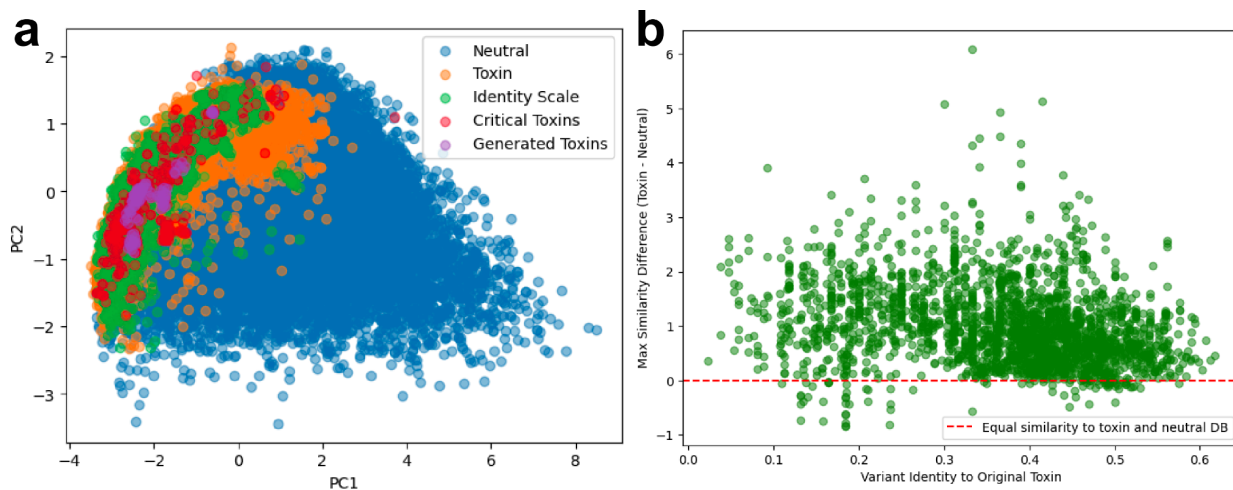 a
b
Neutral
Toxin
Identity Scale
Critical Toxins
Generated Toxins
2
1
0
−1
−2
−3
PC2
−4
−2
0
2
4
6
8
PC1
Max Similarity Difference (Toxin - Neutral)
6
5
4
3
2
1
0
−1
Equal similarity to toxin and neutral DB
0.0
0.1
0.2
0.3
0.4
0.5
0.6
Variant Identity to Original Toxin